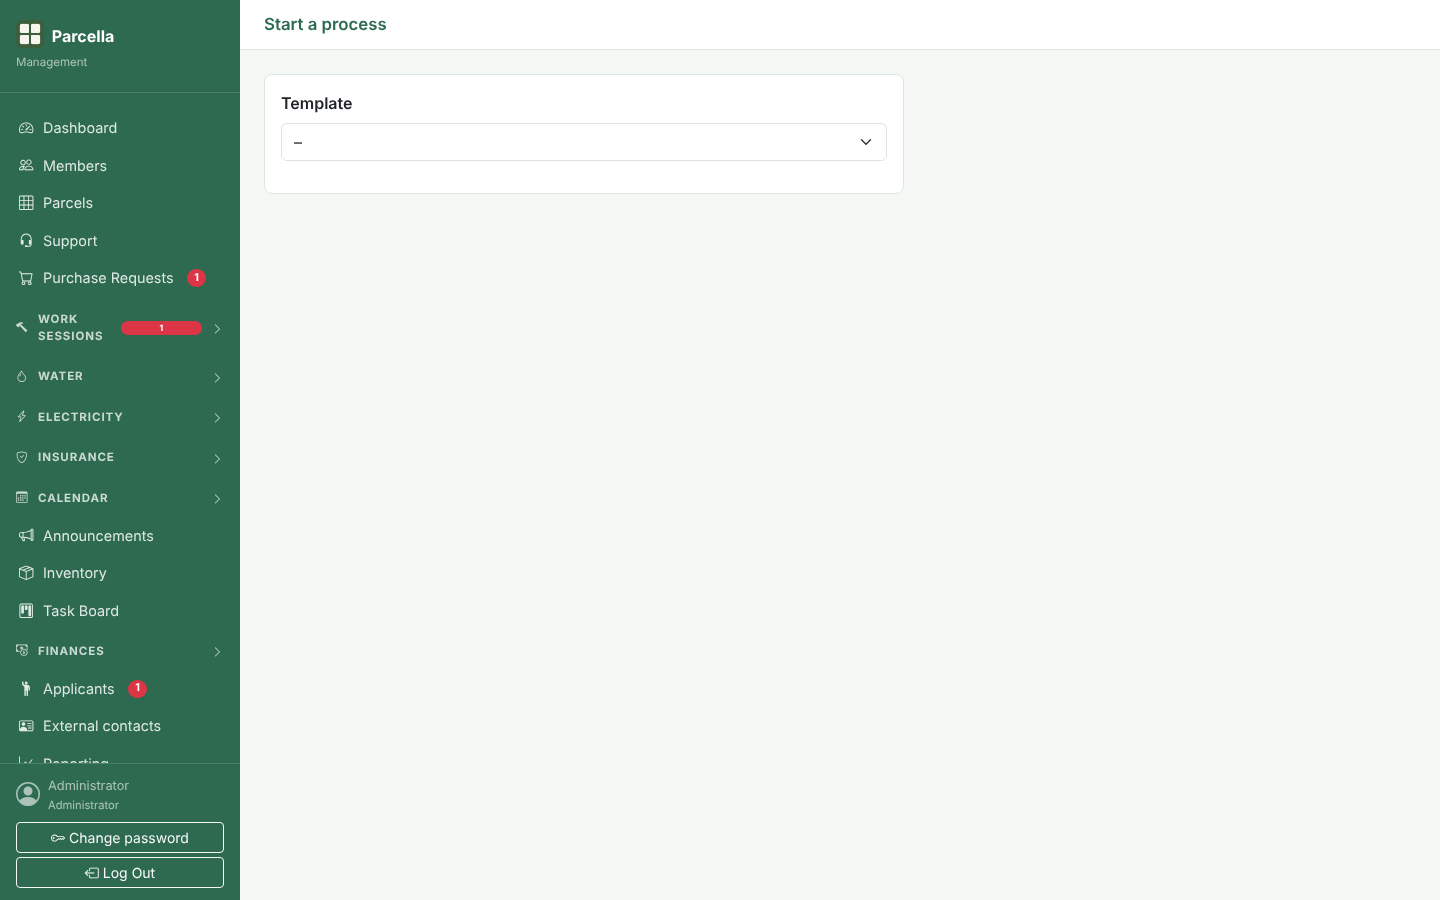 Parcella
Management
Dashboard
Members
Parcels
Support
Purchase Requests 1
WORK
SESSIONS
1
WATER
ELECTRICITY
INSURANCE
CALENDAR
Announcements
Inventory
Task Board
FINANCES
Applicants 1
External contacts
Reporting
Administrator
Administrator
Change password
Log Out
Start a process
Template
–